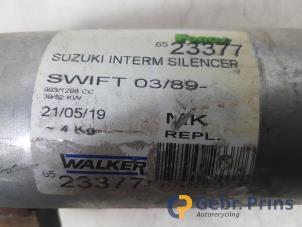 65 23377
SUZUKI INTERM SILENCER
SWIFT 03/89-
993/1298 CC
39/52 KW
21/05/19 MK
~ 4 Kg REPL.
WALKER
65 23377
Gebr. Prins
Autorecycling